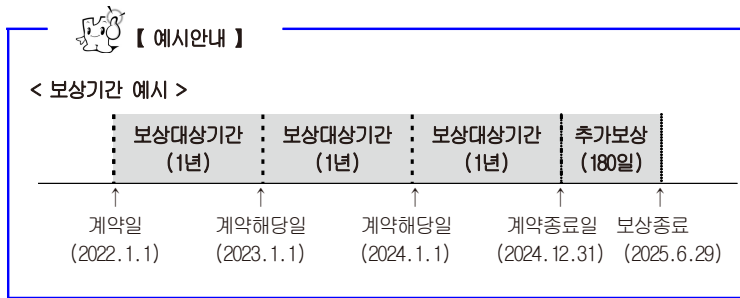 【 예시안내 】
< 보상기간 예시 >
보상대상기간 보상대상기간 보상대상기간 추가보상
(1년) (1년) (1년) (180일)
↑ ↑ ↑ ↑ ↑
계약일 계약해당일 계약해당일 계약종료일 보상종료
(2022.1.1) (2023.1.1) (2024.1.1) (2024.12.31) (2025.6.29)